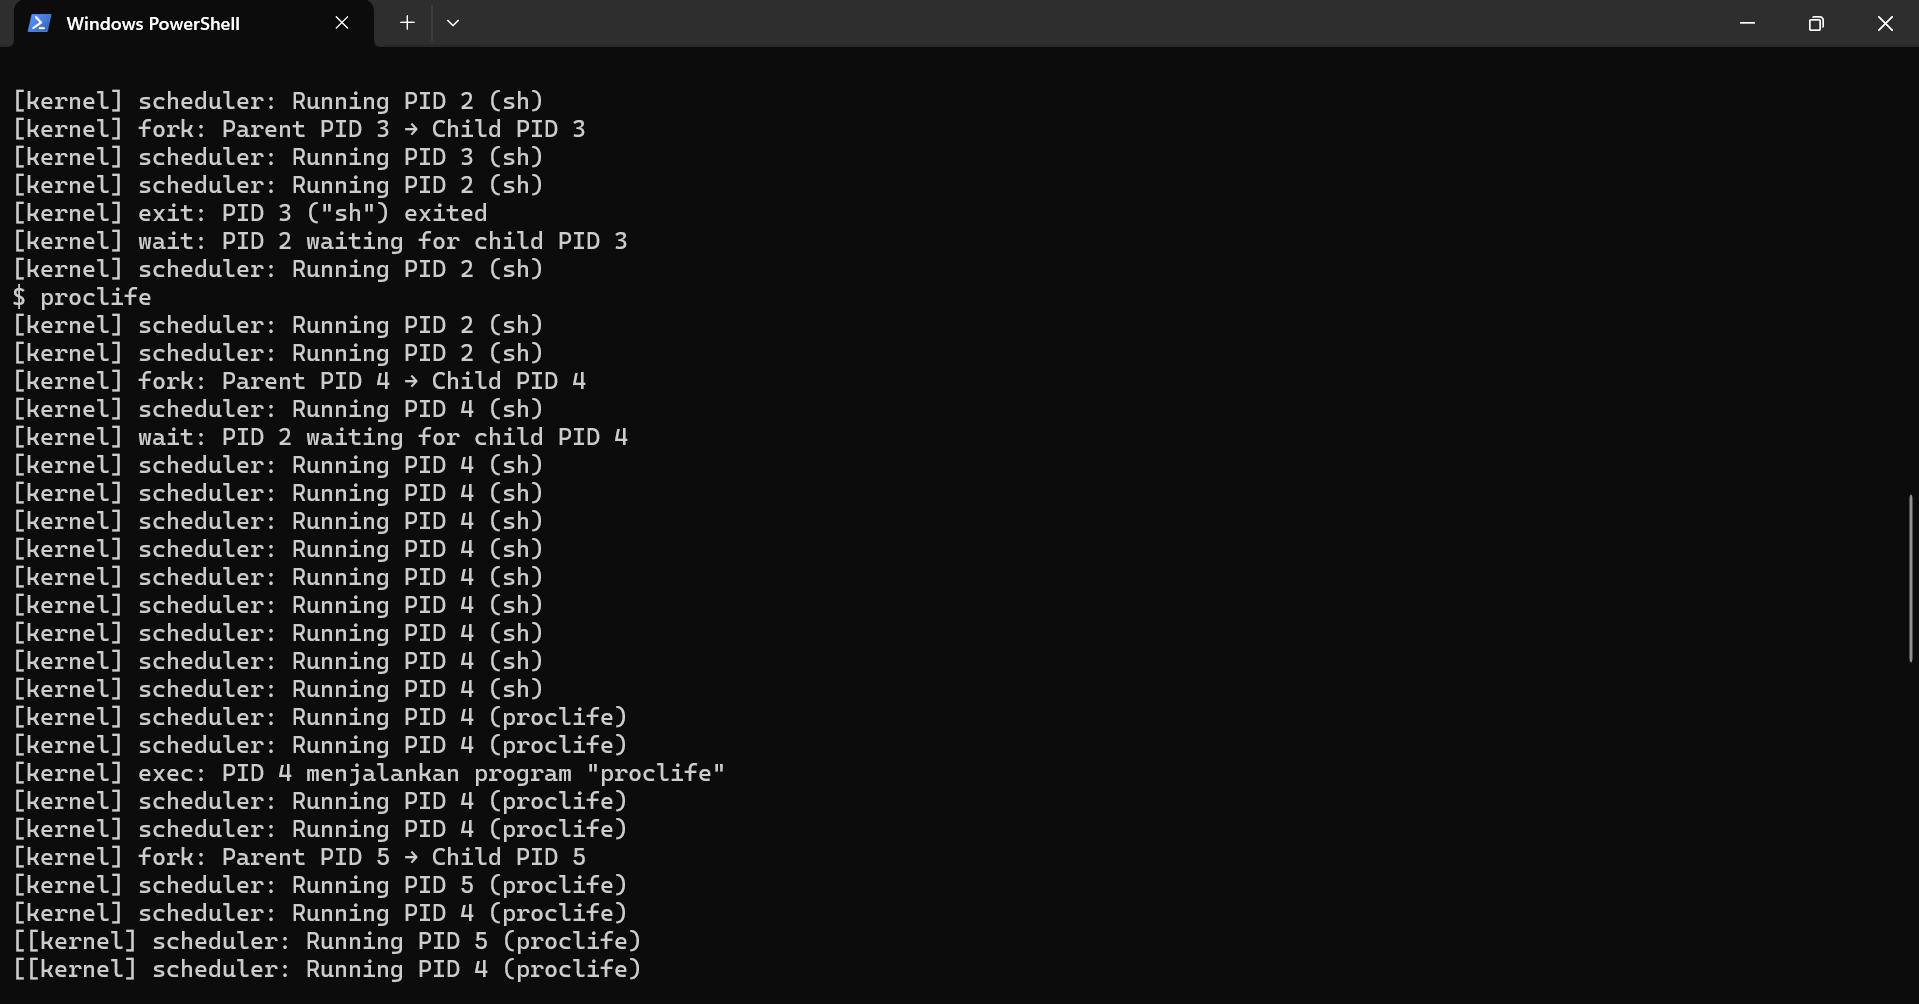 Windows PowerShell
[kernel] scheduler: Running PID 2 (sh)
[kernel] fork: Parent PID 3 → Child PID 3
[kernel] scheduler: Running PID 3 (sh)
[kernel] scheduler: Running PID 2 (sh)
[kernel] exit: PID 3 ("sh") exited
[kernel] wait: PID 2 waiting for child PID 3
[kernel] scheduler: Running PID 2 (sh)
$ proclife
[kernel] scheduler: Running PID 2 (sh)
[kernel] scheduler: Running PID 2 (sh)
[kernel] fork: Parent PID 4 → Child PID 4
[kernel] scheduler: Running PID 4 (sh)
[kernel] wait: PID 2 waiting for child PID 4
[kernel] scheduler: Running PID 4 (sh)
[kernel] scheduler: Running PID 4 (sh)
[kernel] scheduler: Running PID 4 (sh)
[kernel] scheduler: Running PID 4 (sh)
[kernel] scheduler: Running PID 4 (sh)
[kernel] scheduler: Running PID 4 (sh)
[kernel] scheduler: Running PID 4 (sh)
[kernel] scheduler: Running PID 4 (sh)
[kernel] scheduler: Running PID 4 (sh)
[kernel] scheduler: Running PID 4 (proclife)
[kernel] scheduler: Running PID 4 (proclife)
[kernel] exec: PID 4 menjalankan program "proclife"
[kernel] scheduler: Running PID 4 (proclife)
[kernel] scheduler: Running PID 4 (proclife)
[kernel] fork: Parent PID 5 → Child PID 5
[kernel] scheduler: Running PID 5 (proclife)
[kernel] scheduler: Running PID 4 (proclife)
[[kernel] scheduler: Running PID 5 (proclife)
[[kernel] scheduler: Running PID 4 (proclife)